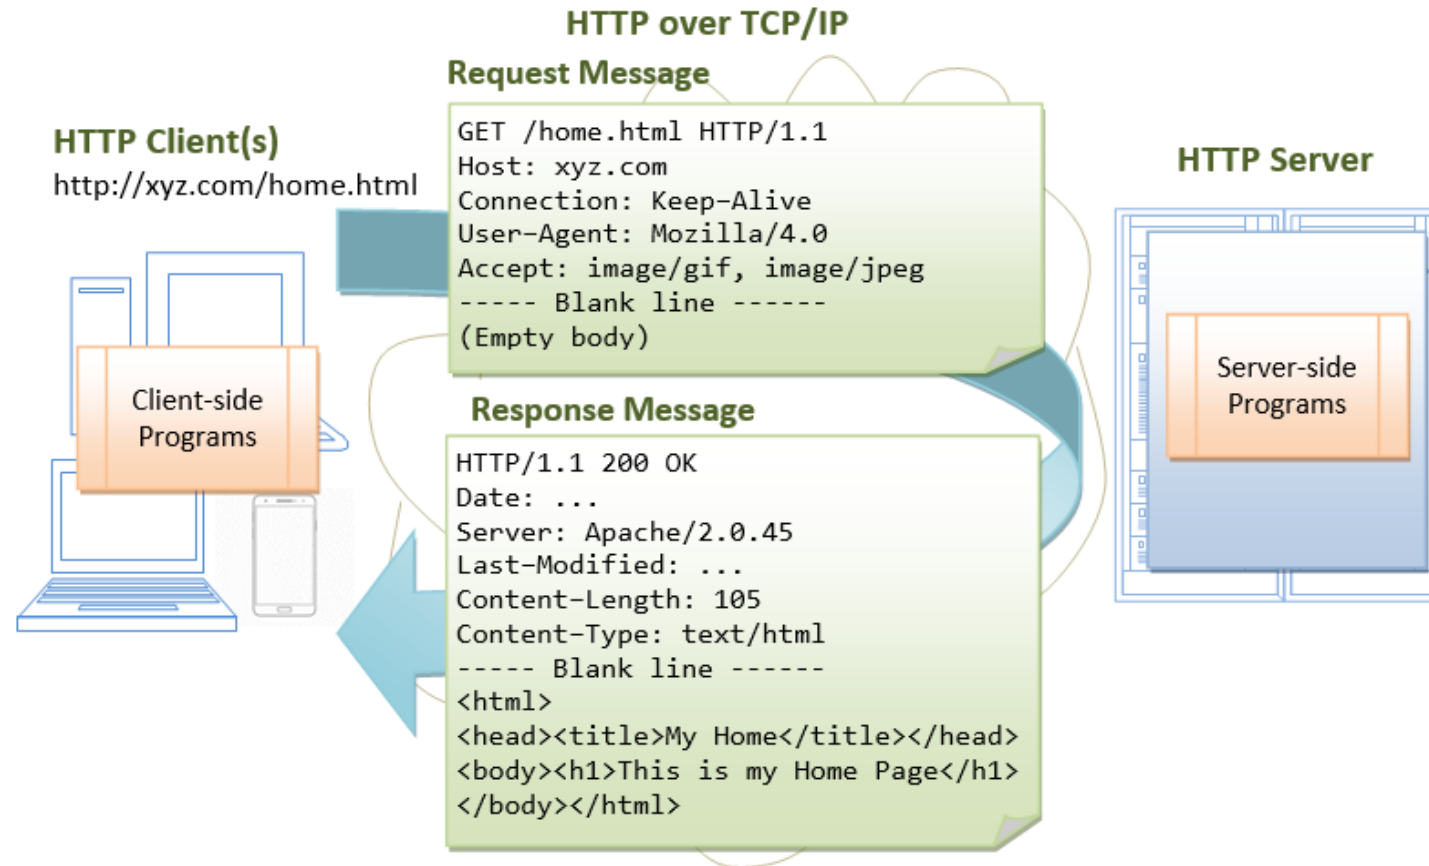 HTTP over TCP/IP
Request Message
GET /home.html HTTP/1.1
Host: xyz.com
Connection: Keep-Alive
User-Agent: Mozilla/4.0
Accept: image/gif, image/jpeg
----- Blank line ------
(Empty body)
HTTP Client(s)
http://xyz.com/home.html
Client-side
Programs
HTTP Server
Server-side
Programs
Response Message
HTTP/1.1 200 OK
Date: ...
Server: Apache/2.0.45
Last-Modified: ...
Content-Length: 105
Content-Type: text/html
----- Blank line ------
<html>
<head><title>My Home</title></head>
<body><h1>This is my Home Page</h1>
</body></html>